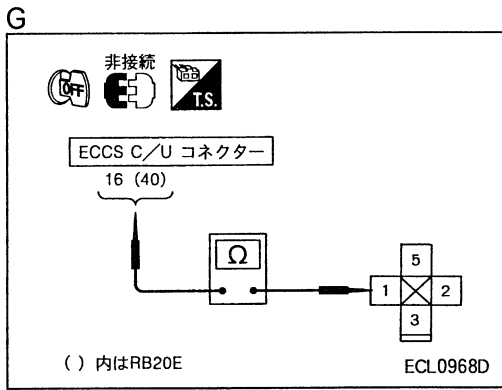 G
非接続
OFF
T.S.
ECCS C/U コネクター
16 (40)
Ω
5
1 2
3
( ) 内はRB20E
ECL0968D